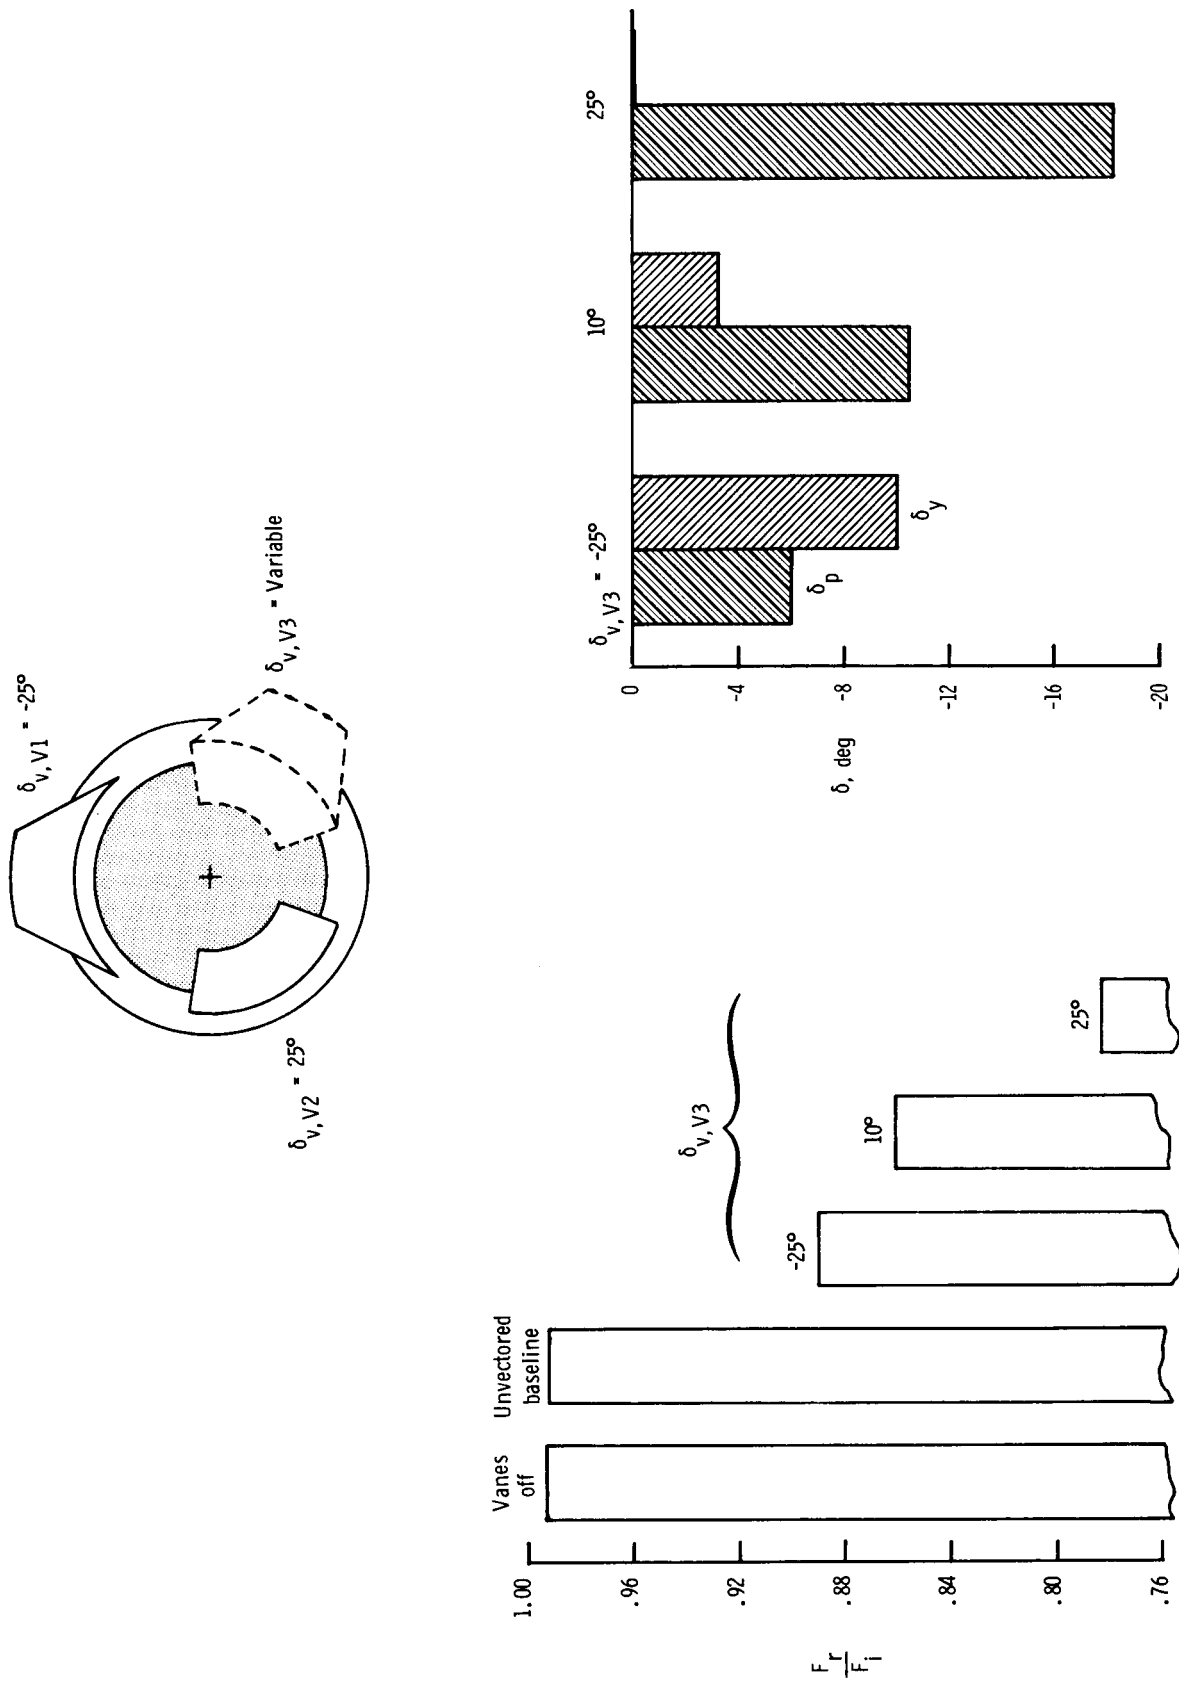 δv, V1 = -25°
δv, V2 = 25°
δv, V3 = Variable
Vanes
off
Unvectored
baseline
δv, V3
-25°
10°
25°
1.00
.96
.92
.88
.84
.80
.76
Fr
Fi
δv, V3 = -25°
10°
25°
δp
δy
0
-4
-8
-12
-16
-20
δ, deg